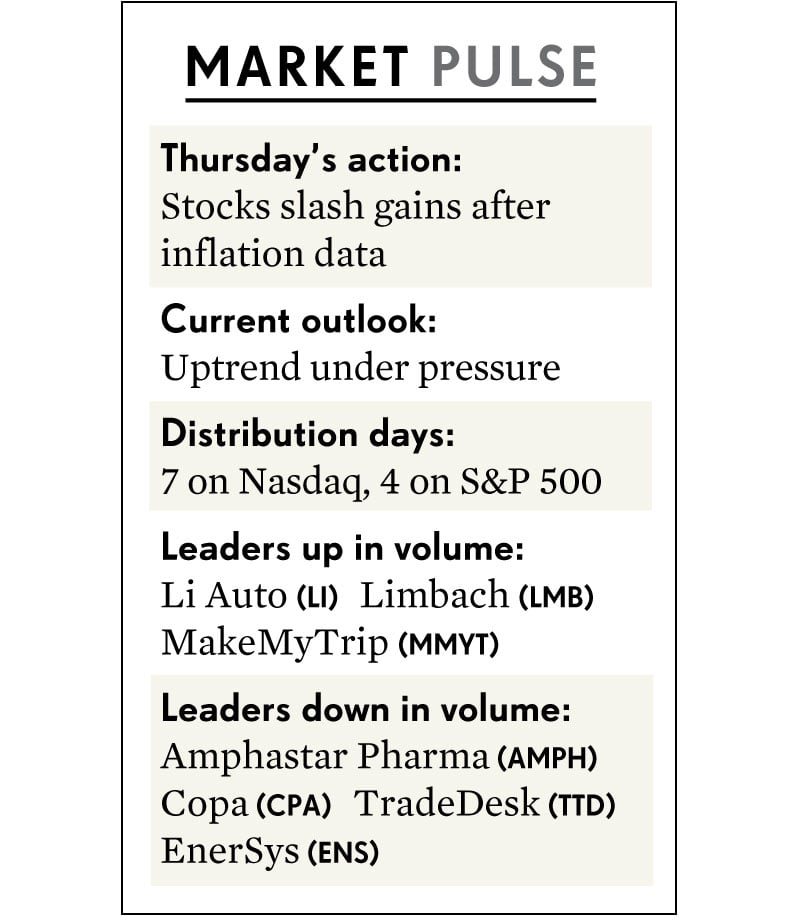 MARKET PULSE
Thursday's action:
Stocks slash gains after
inflation data
Current outlook:
Uptrend under pressure
Distribution days:
7 on Nasdaq, 4 on S&P 500
Leaders up in volume:
Li Auto (LI) Limbach (LMB)
MakeMyTrip (MMYT)
Leaders down in volume:
Amphastar Pharma (AMPH)
Copa (CPA) TradeDesk (TTD)
EnerSys (ENS)